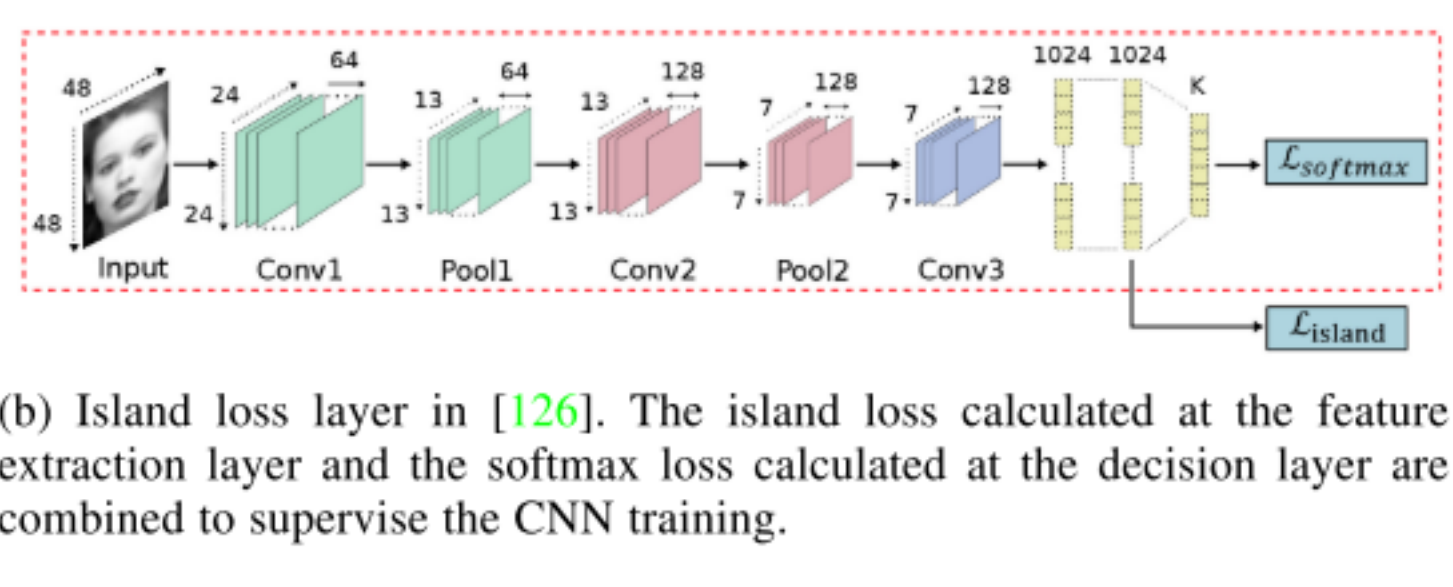 48
48
Input
24
64
24
Conv1
13
64
13
Pool1
13
128
13
Conv2
7
128
7
Pool2
7
128
7
Conv3
1024 1024
K
ℒsoftmax
ℒisland
(b) Island loss layer in [126]. The island loss calculated at the feature
extraction layer and the softmax loss calculated at the decision layer are
combined to supervise the CNN training.